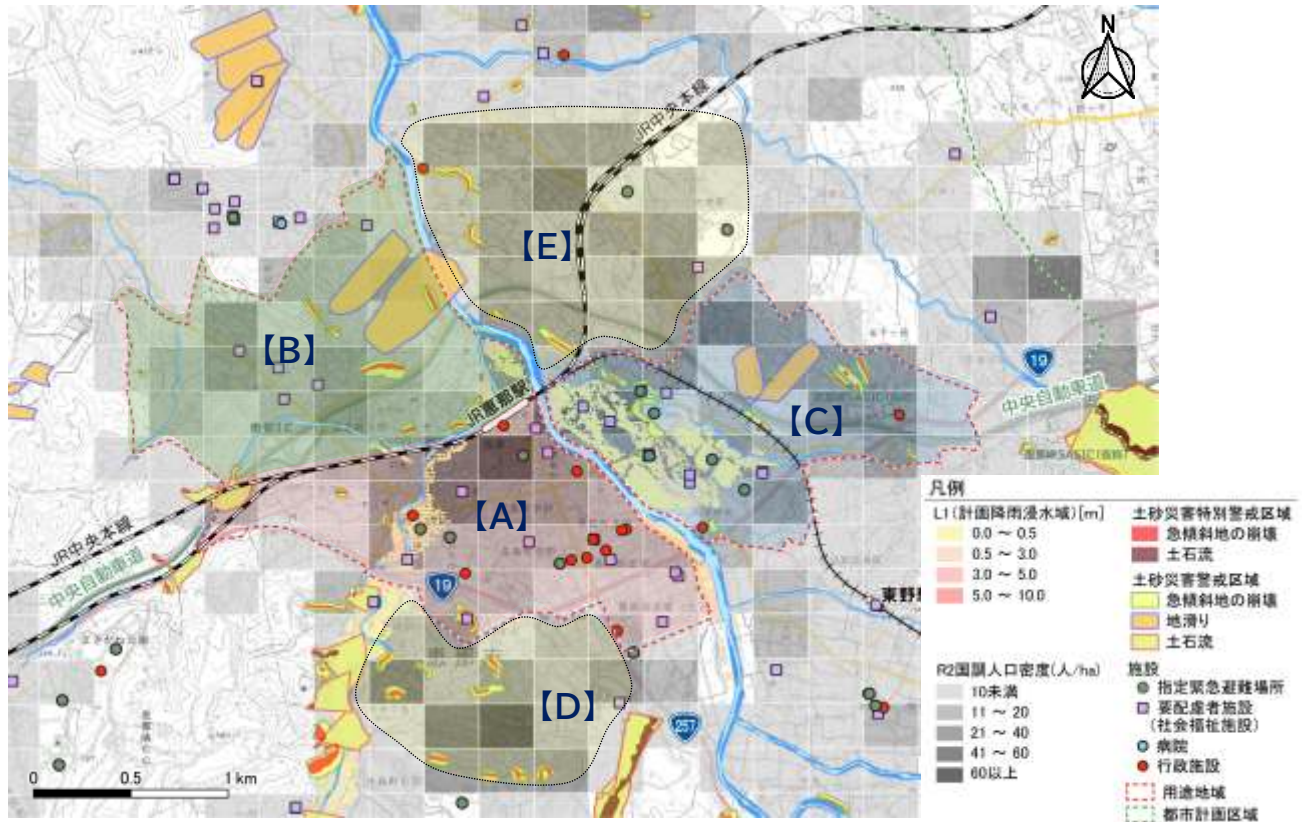 N
JR中央本線
【E】
【B】
19
中央自動車道
JR恵那駅
【C】
【A】
JR中央本線
中央自動車道
19
東野駅
【D】
257
0 0.5 1 km
凡例
L1(計画降雨浸水域)[m]
0.0 ～ 0.5
0.5 ～ 3.0
3.0 ～ 5.0
5.0 ～ 10.0
土砂災害特別警戒区域
急傾斜地の崩壊
土石流
土砂災害警戒区域
急傾斜地の崩壊
地滑り
土石流
R2国調人口密度(人/ha)
10未満
11 ～ 20
21 ～ 40
41 ～ 60
60以上
施設
指定緊急避難場所
要配慮者施設
(社会福祉施設)
病院
行政施設
用途地域
都市計画区域